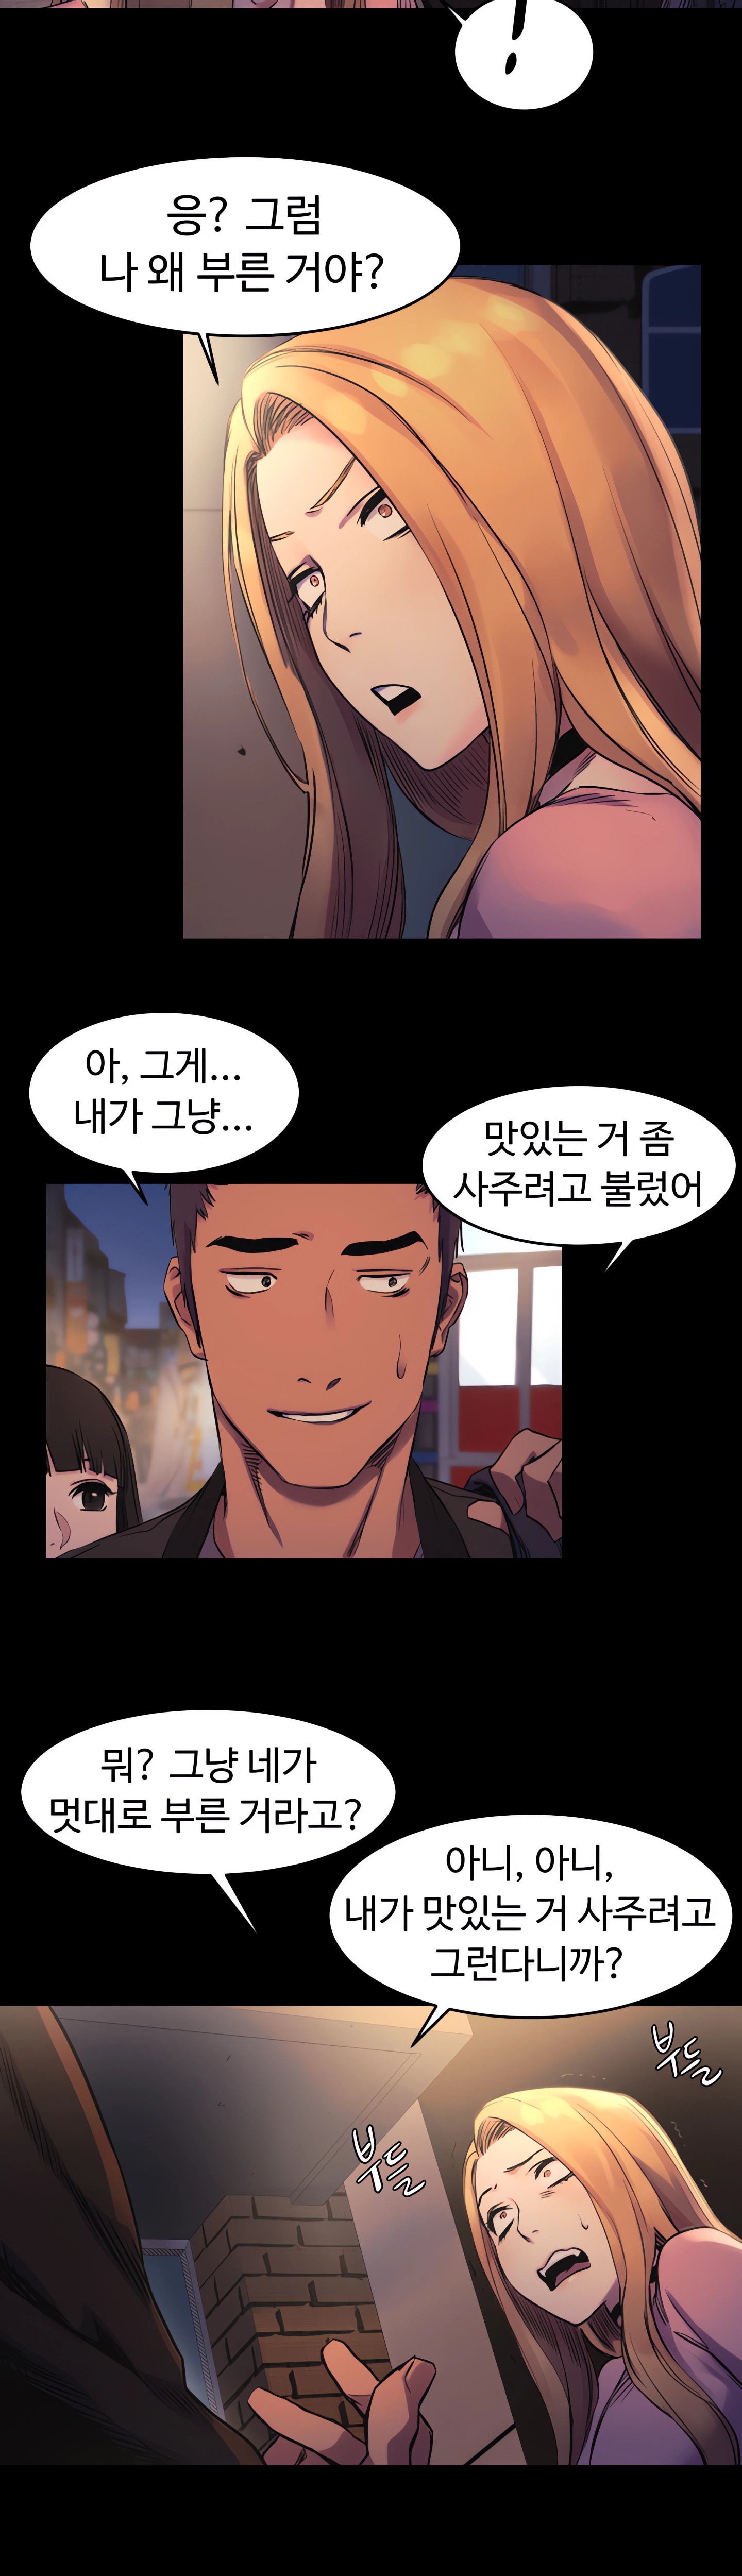 !
응? 그럼
나 왜 부른 거야?
아, 그게...
내가 그냥...
맛있는 거 좀
사주려고 불렀어
뭐? 그냥 네가
멋대로 부른 거라고?
아니, 아니,
내가 맛있는 거 사주려고
그런다니까?
부들
부들